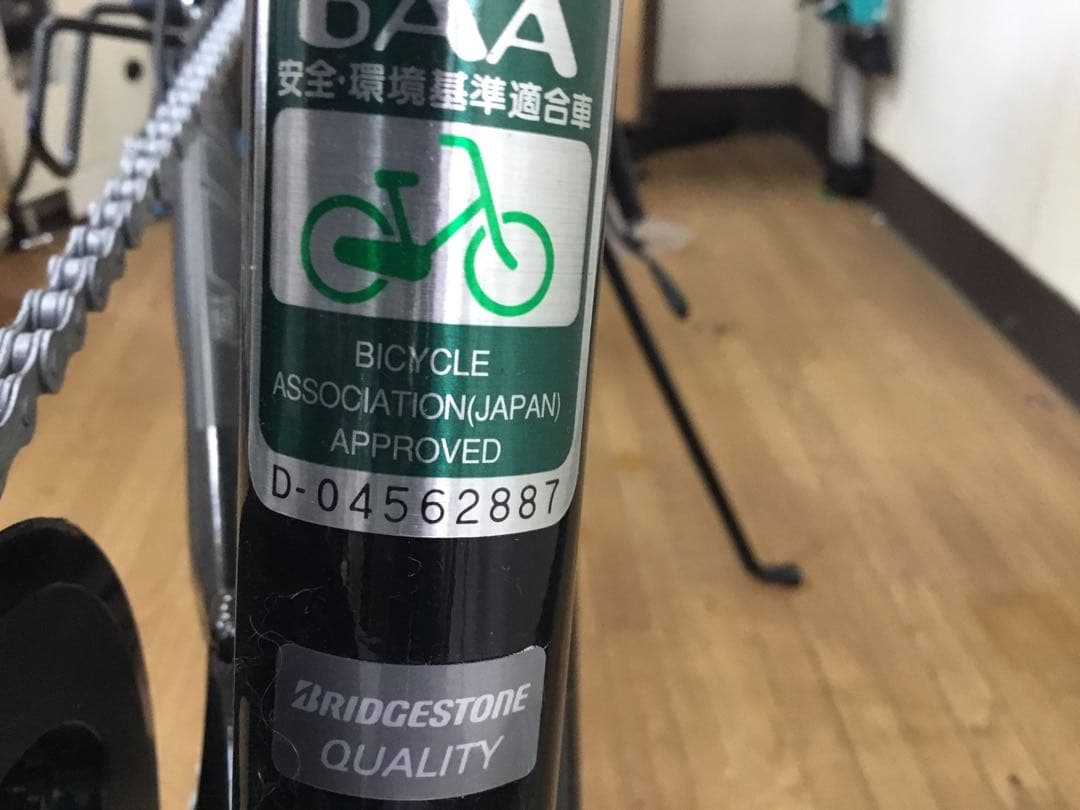 BAA
安全・環境基準適合車
BICYCLE
ASSOCIATION(JAPAN)
APPROVED
D-04562887
BRIDGESTONE
QUALITY